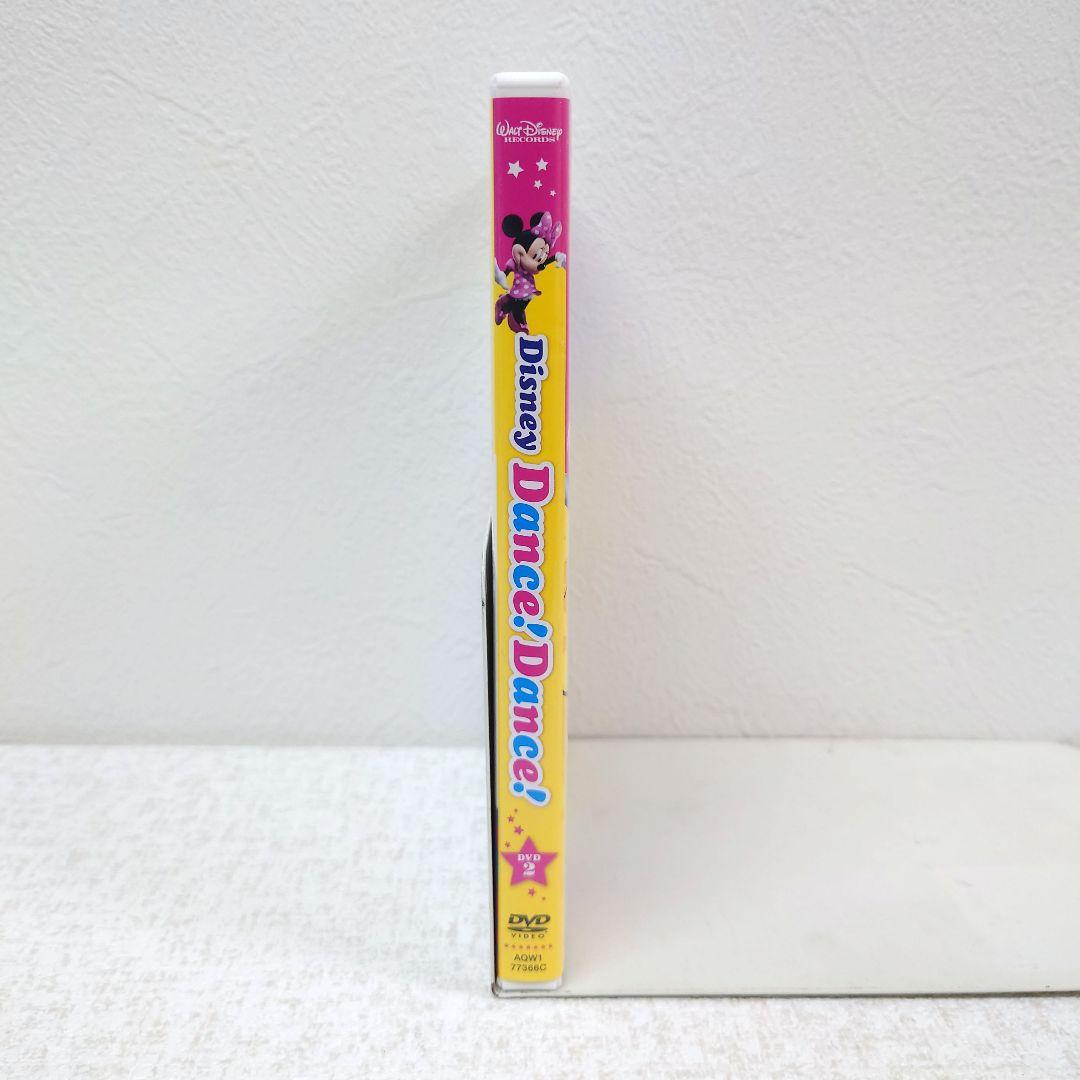 WALT DISNEY
RECORDS
Disney Dance! Dance!
DVD
2
DVD
VIDEO
AQW1
77366C